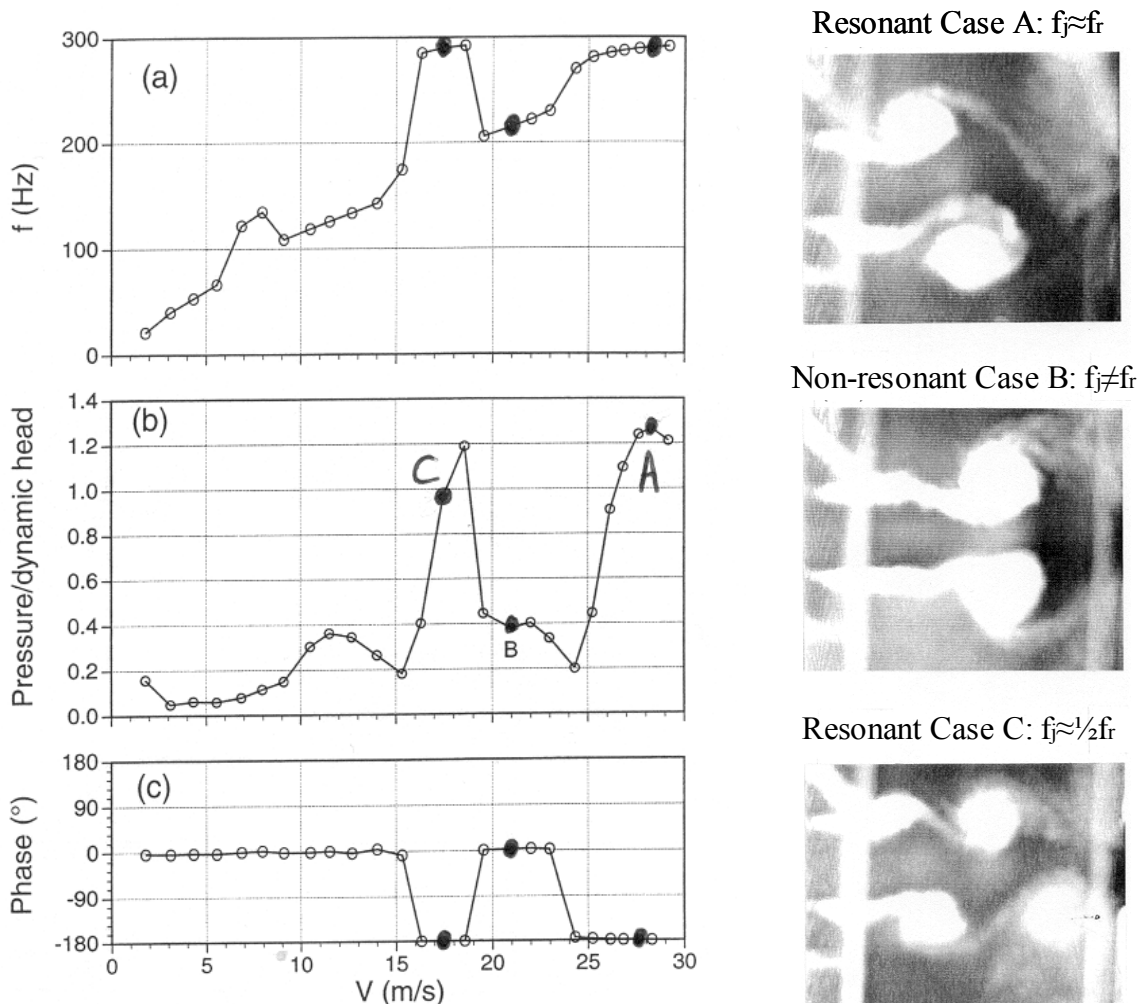 300
200
100
0
f (Hz)
(a)
1.4
1.2
1.0
0.8
0.6
0.4
0.2
0.0
Pressure/dynamic head
(b)
C
B
A
180
90
0
-90
-180
Phase (°)
(c)
0 5 10 15 20 25 30
V (m/s)
Resonant Case A: fj≈fr
Non-resonant Case B: fj≠fr
Resonant Case C: fj≈½fr